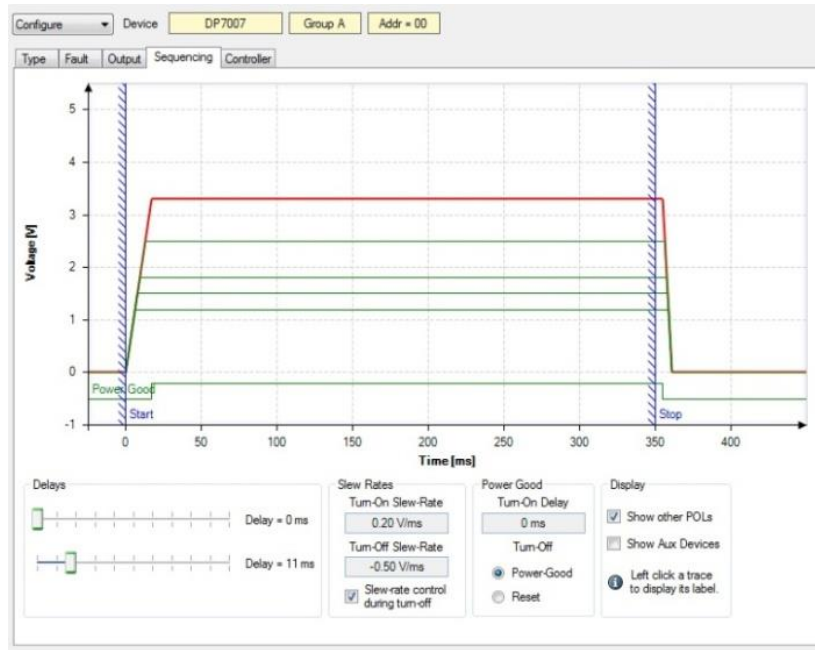 Configure Device DP7007 Group A Addr = 00
Type Fault Output Sequencing Controller
5
4
3
2
1
0
-1
Voltage [V]
Power Good
Start
Stop
0 50 100 150 200 250 300 350 400
Time [ms]
Delays
Delay = 0 ms
Delay = 11 ms
Slew Rates
Turn-On Slew-Rate
0.20 V/ms
Turn-Off Slew-Rate
-0.50 V/ms
Slew-rate control
during turn-off
Power Good
Turn-On Delay
0 ms
Turn-Off
Power-Good
Reset
Display
Show other POLs
Show Aux Devices
Left click a trace
to display its label.